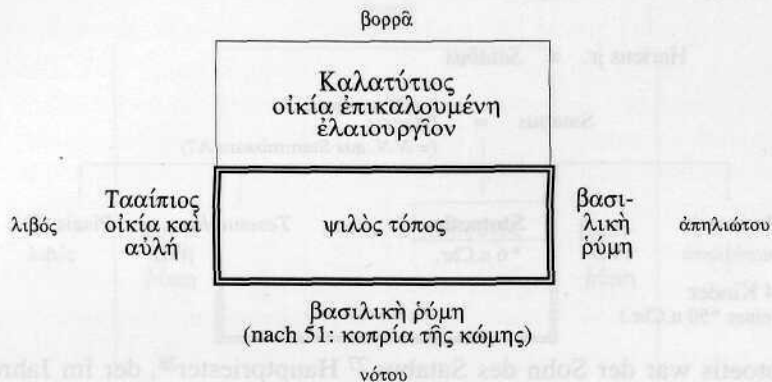 βορρᾶ
Καλατύτιος
οἰκία ἐπικαλουμένη
ἐλαιουργῖον
λιβός
Τααίπιος
οἰκία καὶ
αὐλή
ψιλὸς τόπος
βασι-
λικὴ
ῥύμη
ἀπηλιώτου
βασιλικὴ ῥύμη
(nach 51: κοπρία τῆς κώμης)
νότου